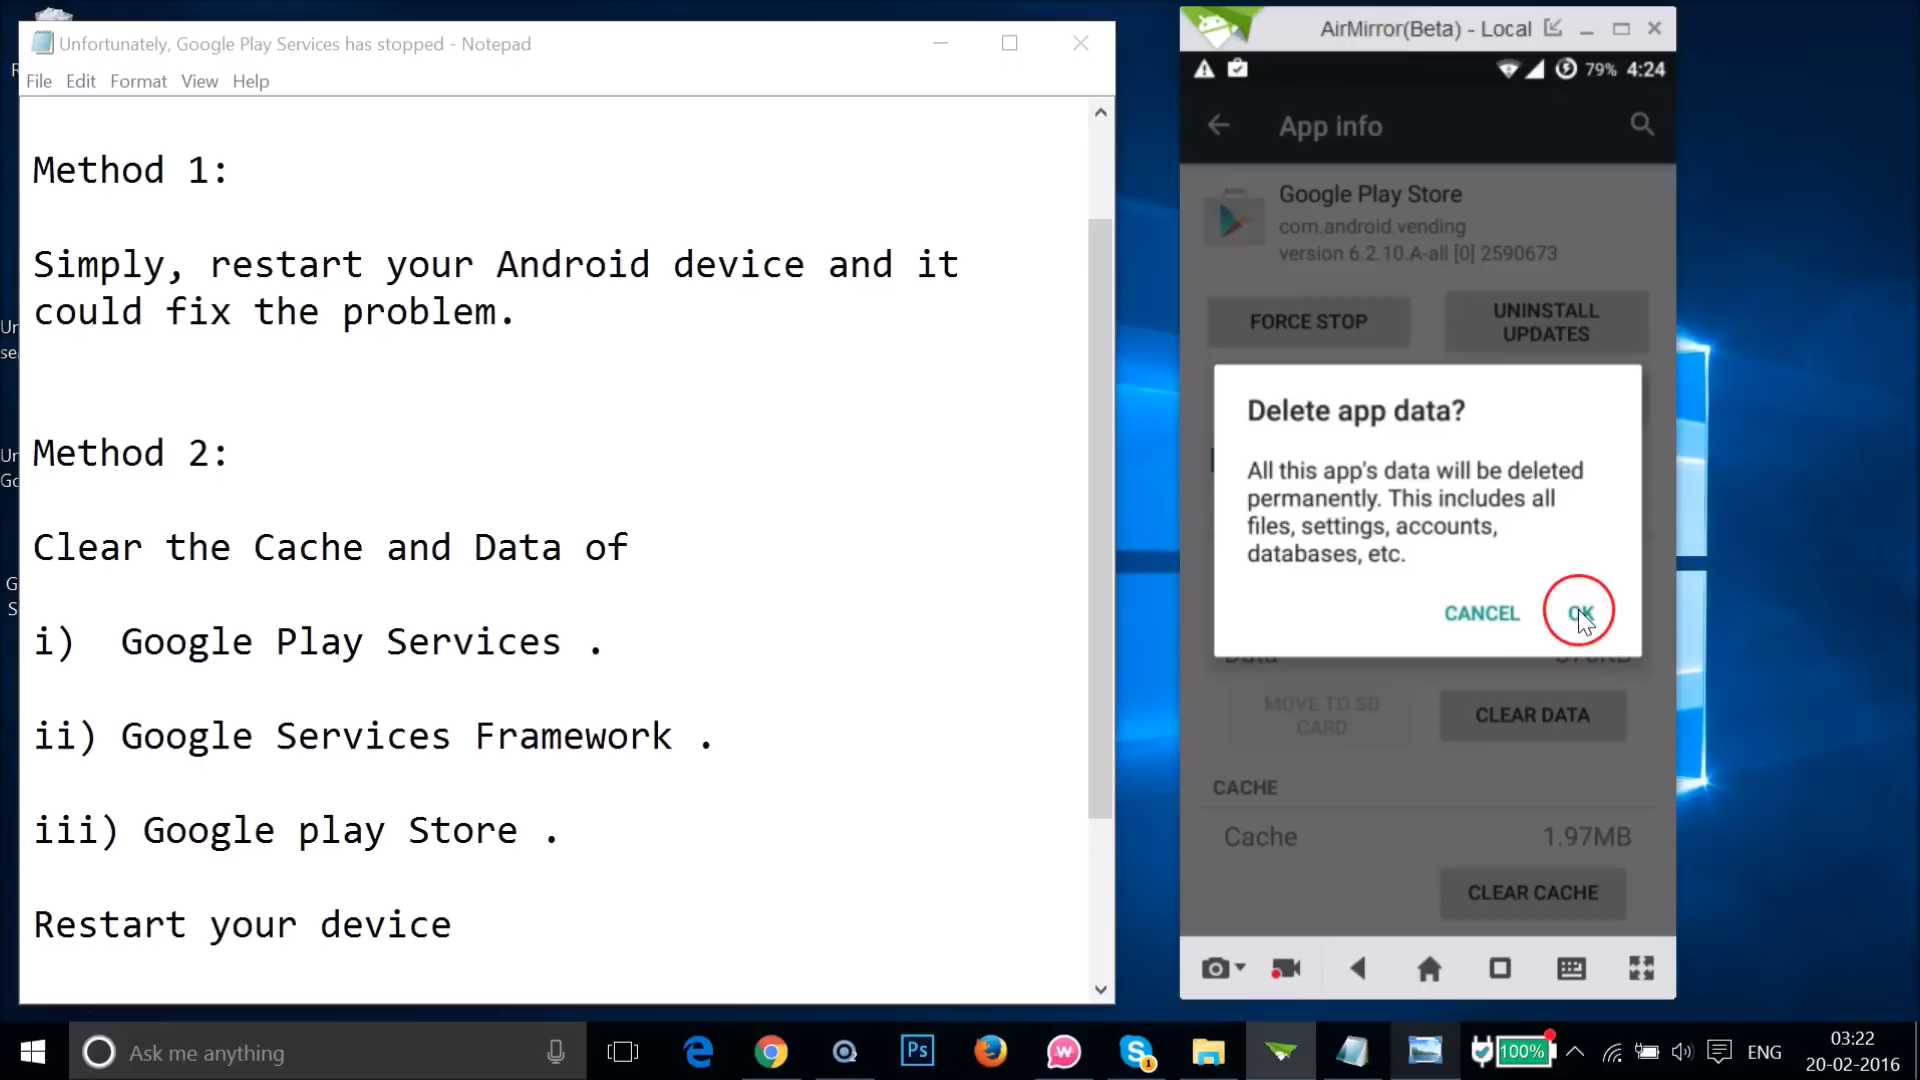 Unfortunately, Google Play Services has stopped - Notepad
File Edit Format View Help
Method 1:
Simply, restart your Android device and it
could fix the problem.
Method 2:
Clear the Cache and Data of
i) Google Play Services .
ii) Google Services Framework .
iii) Google play Store .
Restart your device
AirMirror(Beta) - Local
79% 4:24
App info
Google Play Store
com.android.vending
version 6.2.10.A-all [0] 2590673
FORCE STOP
UNINSTALL
UPDATES
Delete app data?
All this app's data will be deleted
permanently. This includes all
files, settings, accounts,
databases, etc.
CANCEL OK
MOVE TO SD
CARD
CLEAR DATA
CACHE
Cache 1.97MB
CLEAR CACHE
Ask me anything
Ps
1
100%
ENG
03:22
20-02-2016